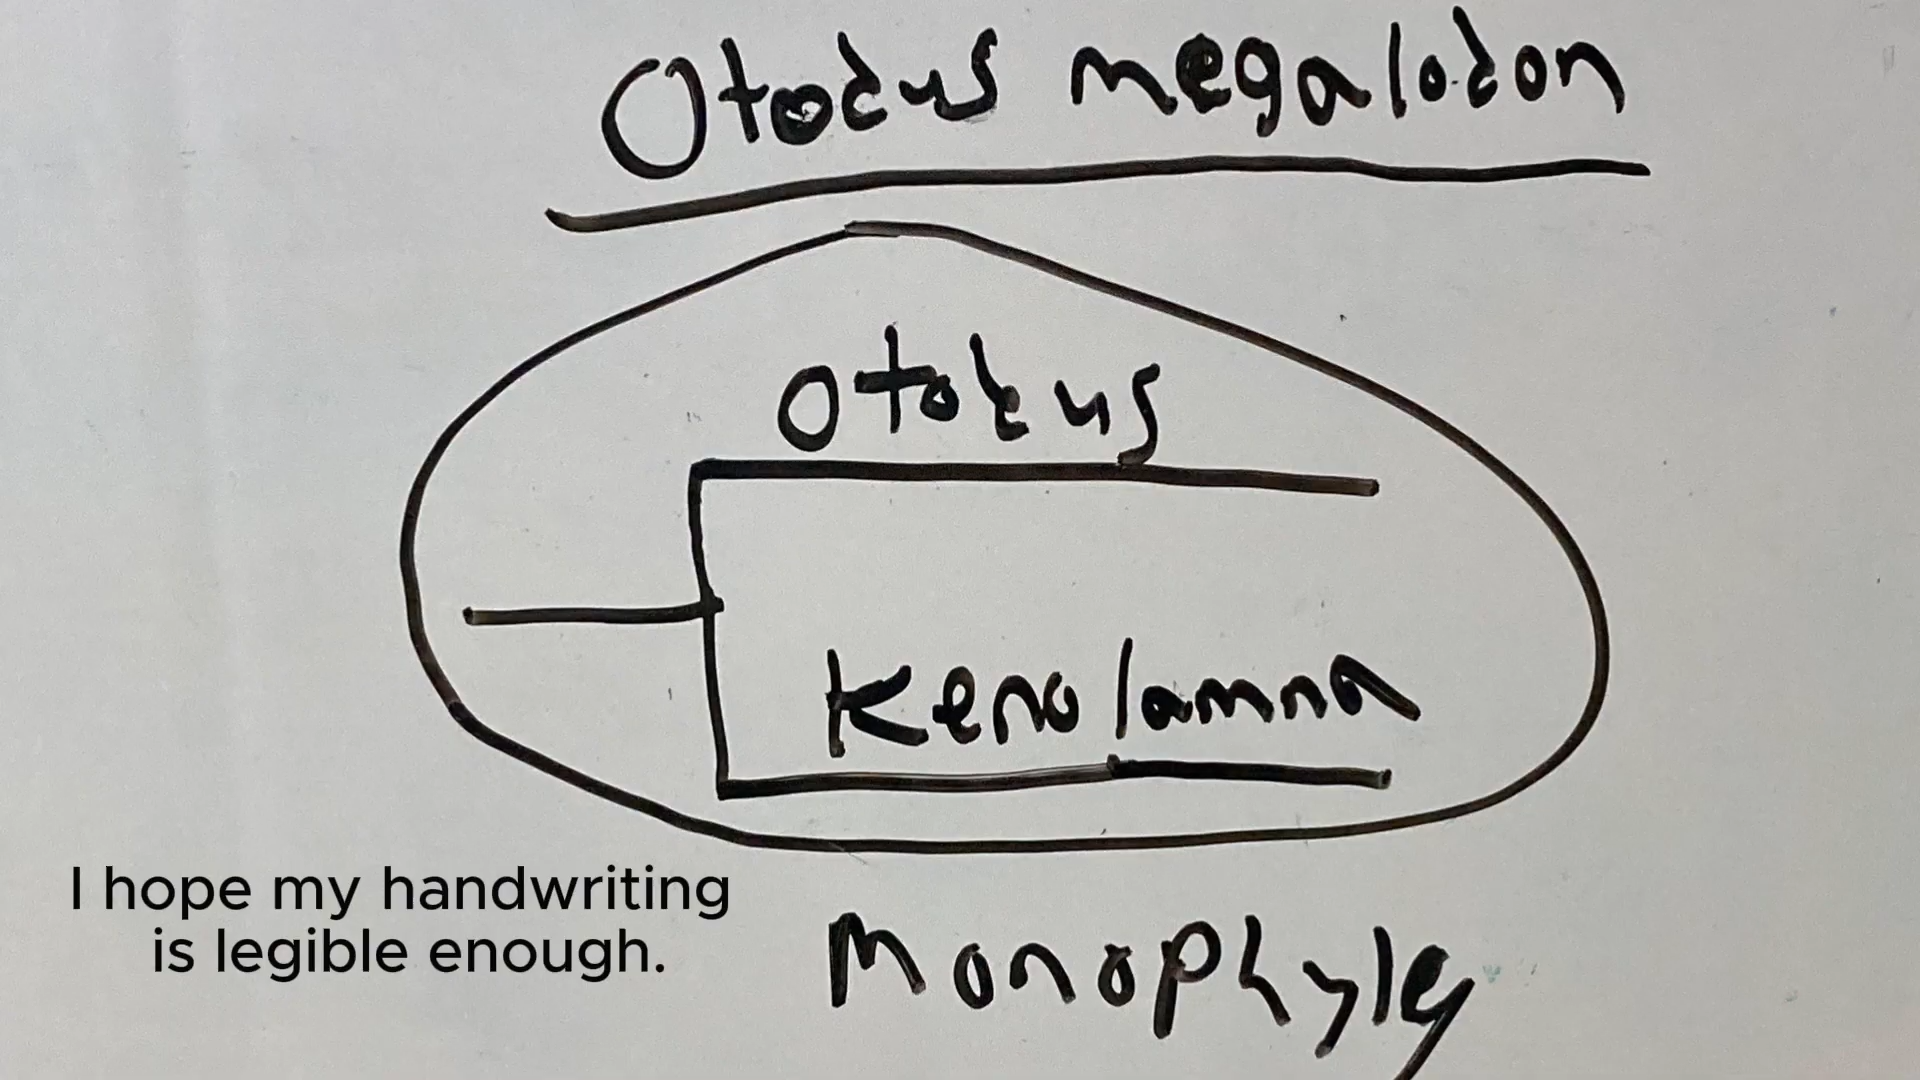 Otodus megalodon
Otodus
Kenolamna
I hope my handwriting
is legible enough.
Monophyly